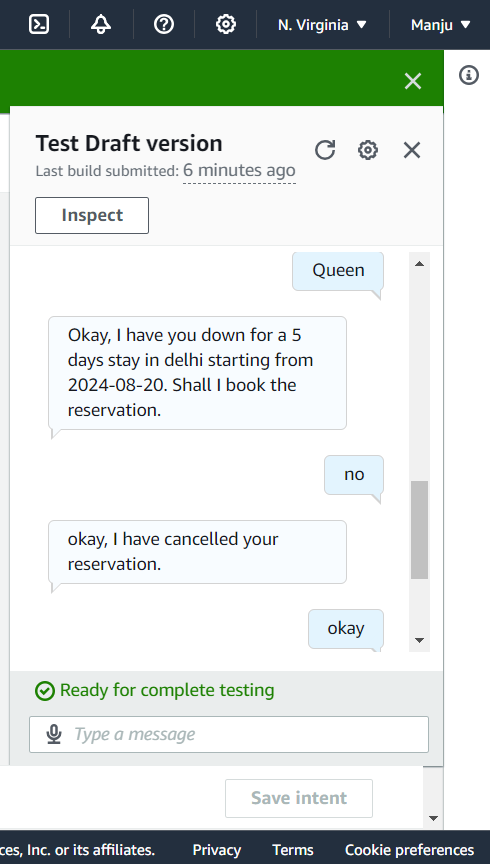 N. Virginia ▼
Manju ▼
Test Draft version
Last build submitted: 6 minutes ago
Inspect
Queen
Okay, I have you down for a 5
days stay in delhi starting from
2024-08-20. Shall I book the
reservation.
no
okay, I have cancelled your
reservation.
okay
Ready for complete testing
Type a message
Save intent
ces, Inc. or its affiliates.
Privacy
Terms
Cookie preferences